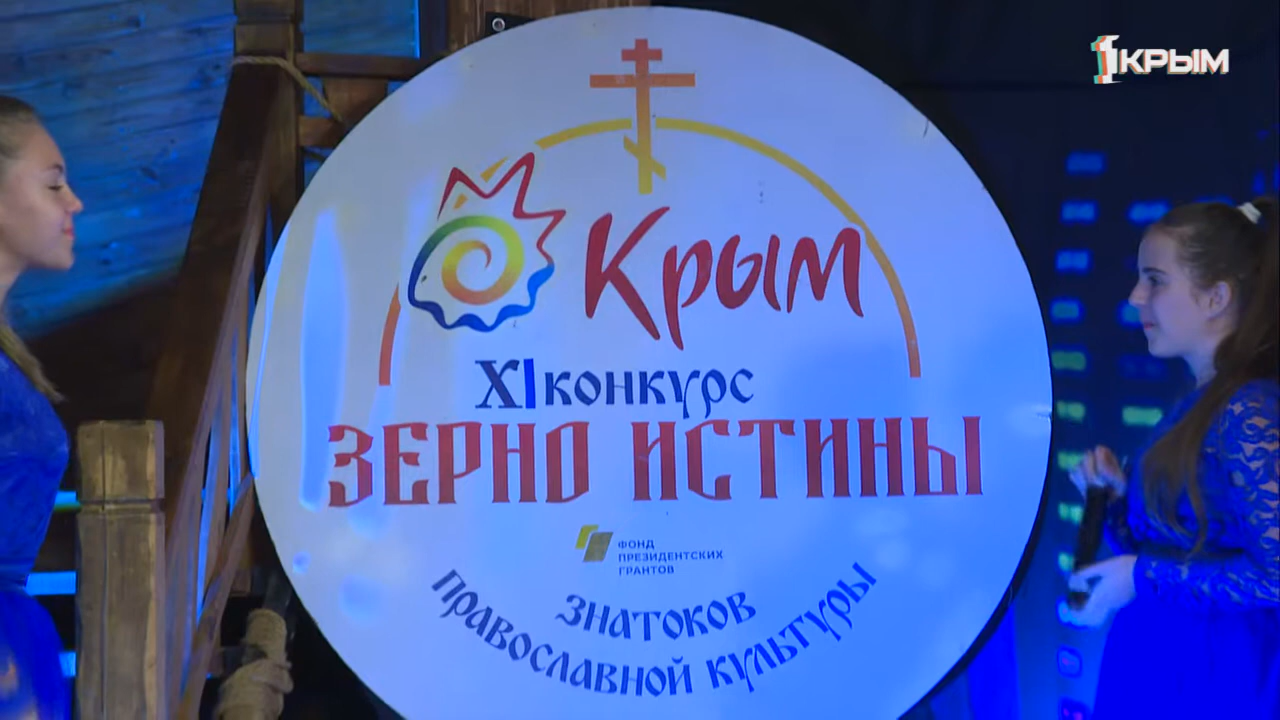 1КРЫМ
Крым
XI конкурс
ЗЕРНО ИСТИНЫ
ФОНД
ПРЕЗИДЕНТСКИХ
ГРАНТОВ
ЗНАТОКОВ
ПРАВОСЛАВНОЙ КУЛЬТУРЫ